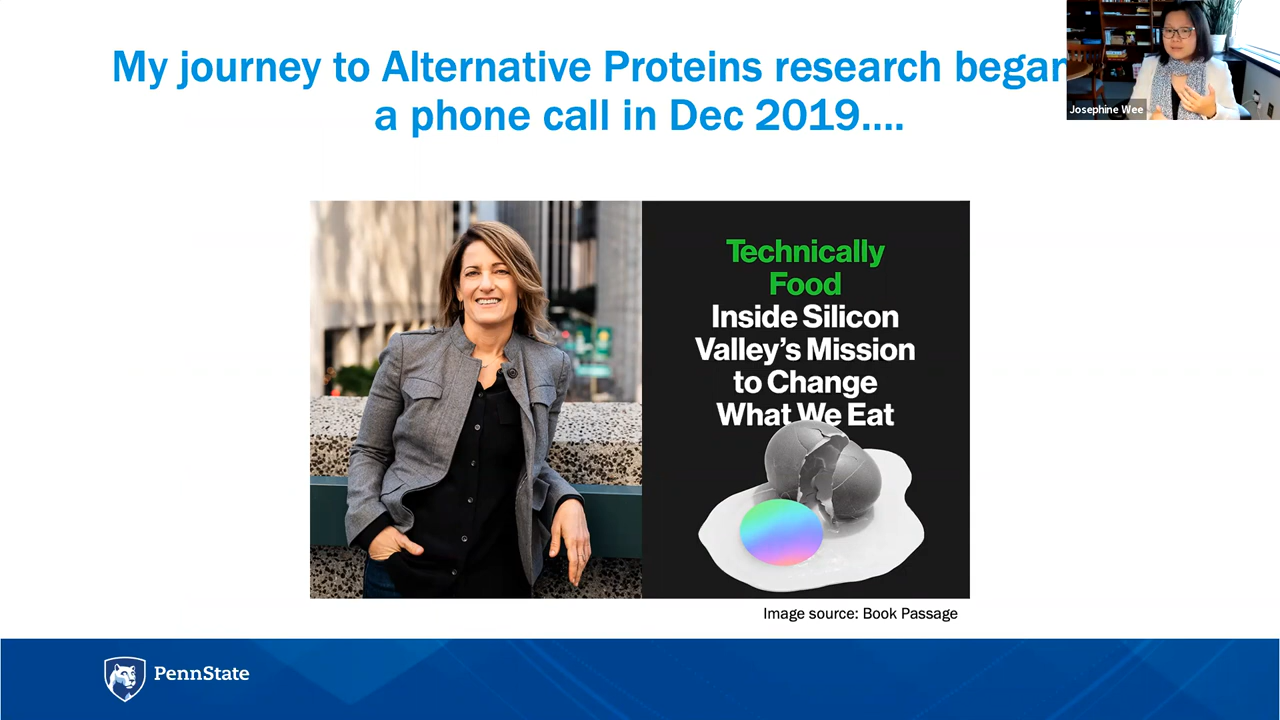 My journey to Alternative Proteins research began
a phone call in Dec 2019....
Josephine Wee
Technically
Food
Inside Silicon
Valley's Mission
to Change
What We Eat
Image source: Book Passage
PennState